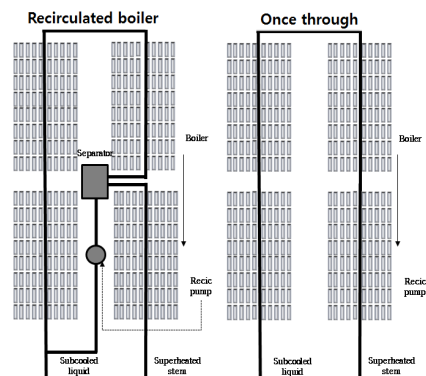 Recirculated boiler
Once through
Separator
Boiler
Boiler
Recic
pump
Recic
pump
Subcooled
liquid
Superheated
stem
Subcooled
liquid
Superheated
stem